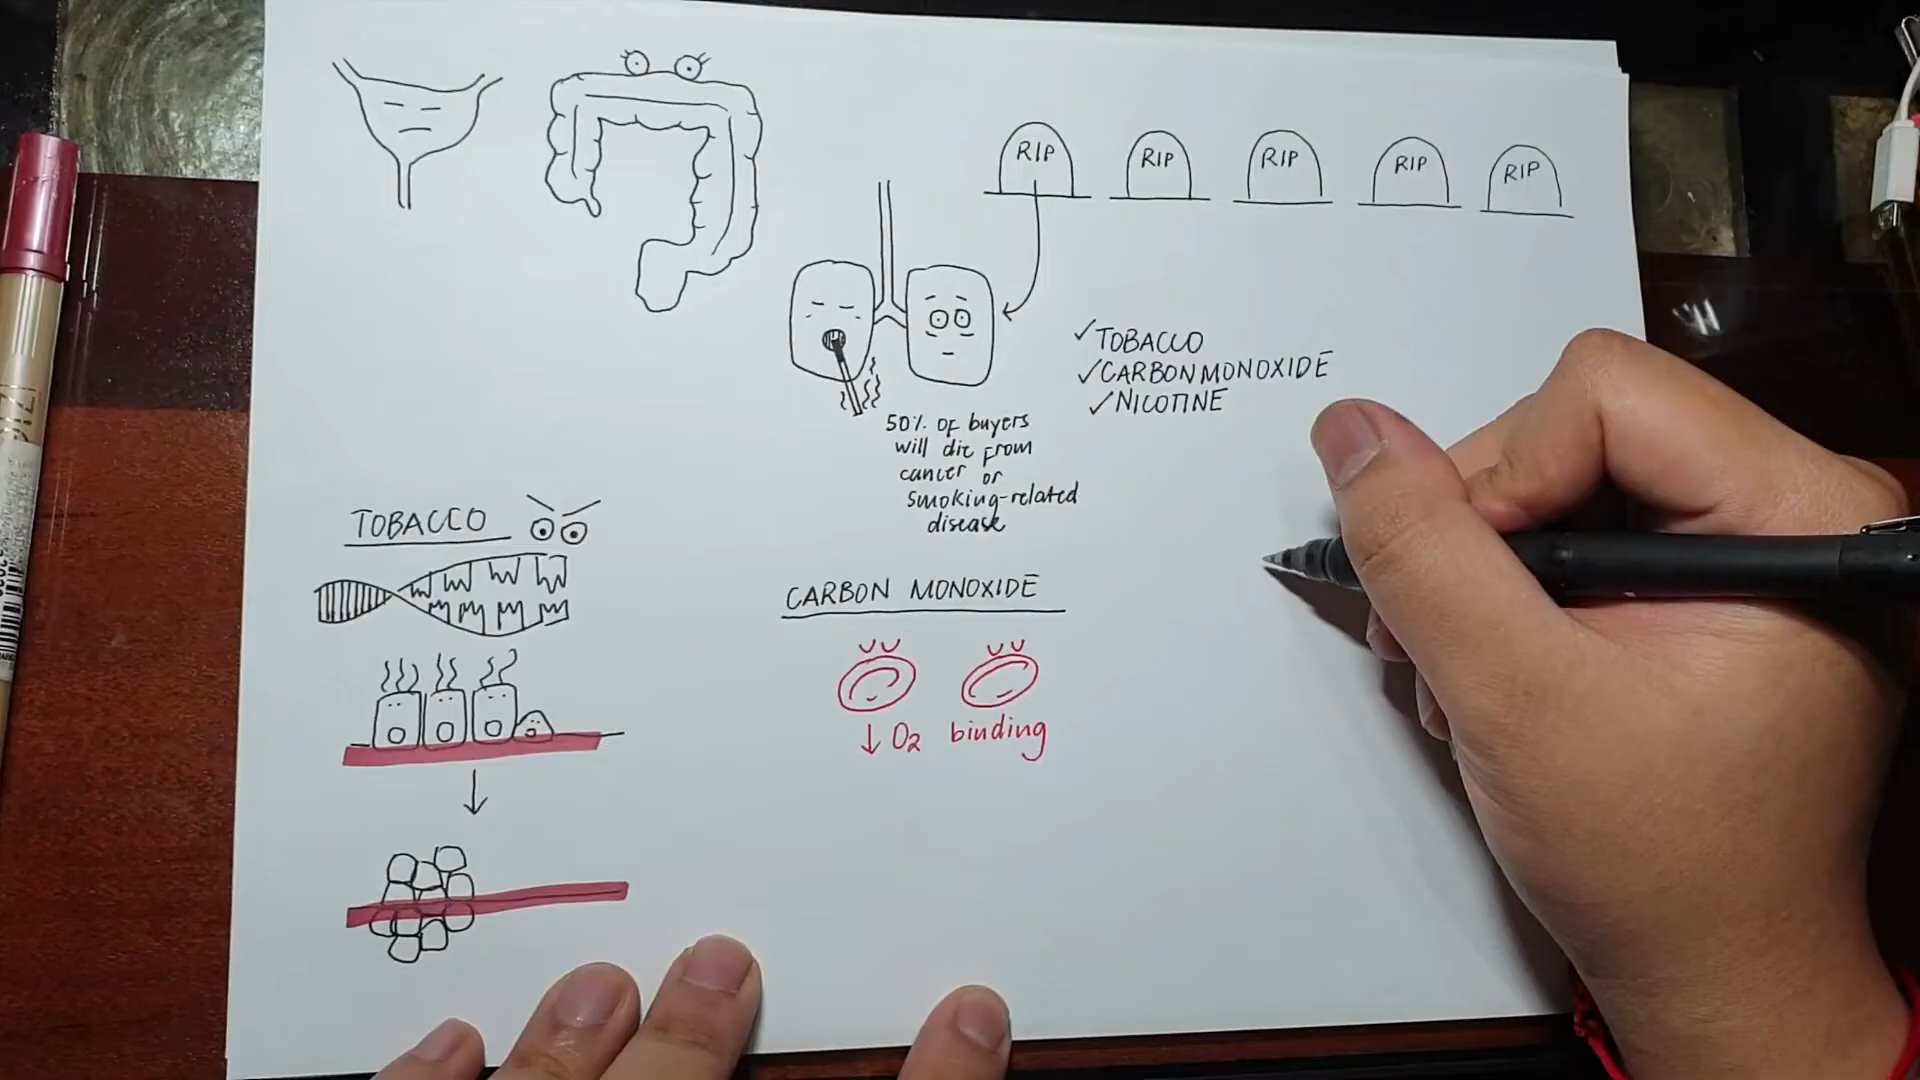 RIP RIP RIP RIP RIP
✓TOBACCO
✓CARBON MONOXIDE
✓NICOTINE
50% OF buyers
will die from
cancer or
smoking-related
disease
TOBACCO
CARBON MONOXIDE
↓ O2 binding